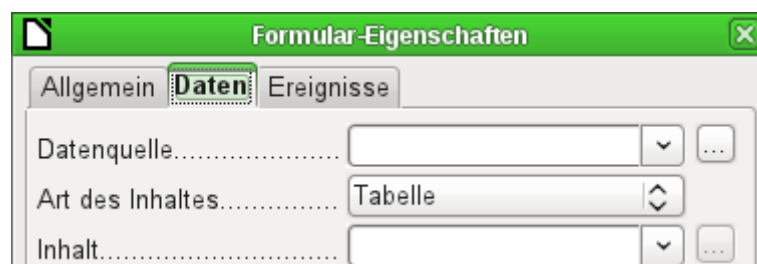 Formular-Eigenschaften
Allgemein Daten Ereignisse
Datenquelle..................... ...
Art des Inhaltes............... Tabelle
Inhalt............................ ...